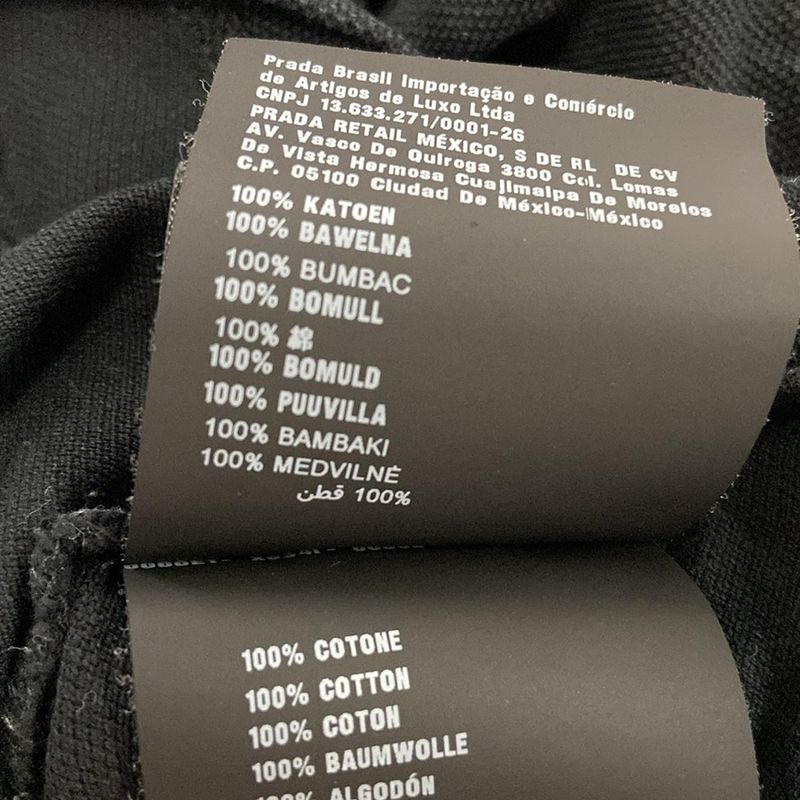 Prada Brasil Importação e Comércio
de Artigos de Luxo Ltda
CNPJ 13.633.271/0001-26
PRADA RETAIL MÉXICO, S DE RL DE CV
AV. Vasco De Quiroga 3800 Col. Lomas
De Vista Hermosa Cuajimalpa De Morelos
C.P. 05100 Ciudad De México-México
100% KATOEN
100% BAWEŁNA
100% BUMBAC
100% BOMULL
100% 綿
100% BOMULD
100% PUUVILLA
100% BAMBAKI
100% MEDVILNĖ
100% قطن
100% COTONE
100% COTTON
100% COTON
100% BAUMWOLLE
100% ALGODÓN